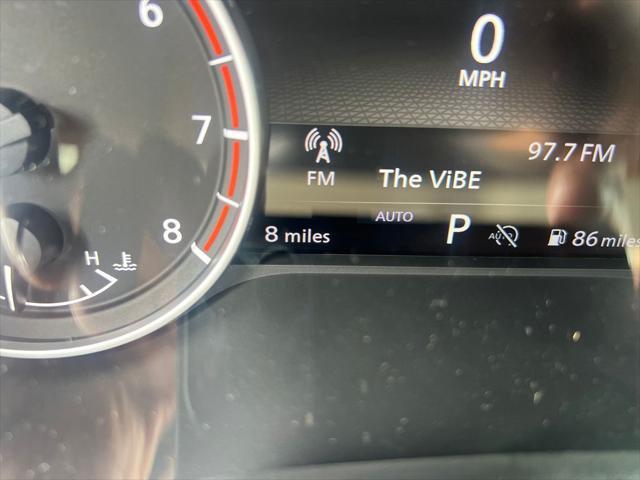 6
0
MPH
7
97.7 FM
FM
The ViBE
AUTO
8
8 miles
P
AUTO
86 miles
H